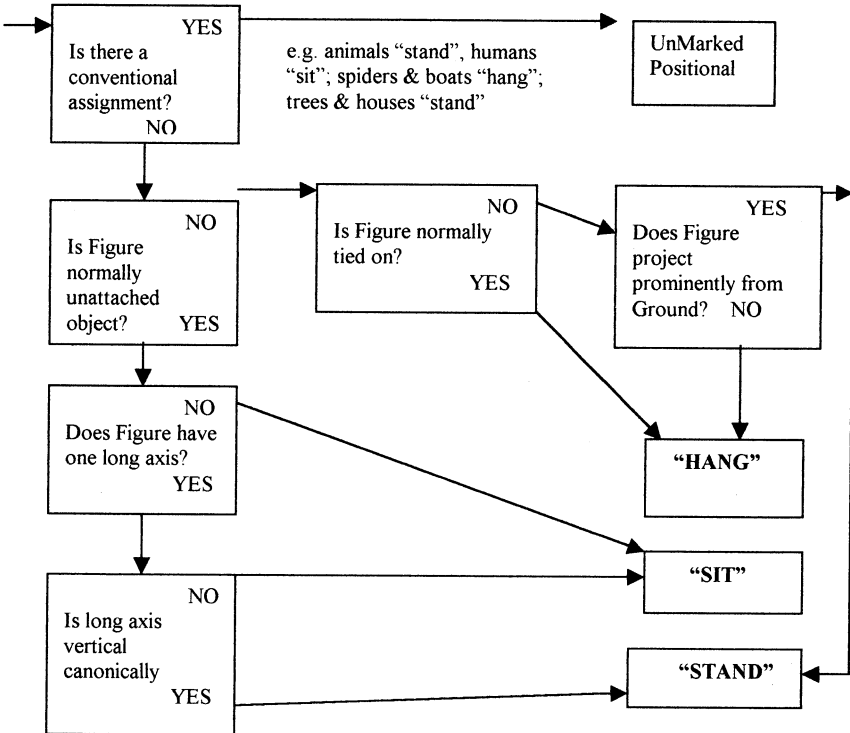 YES
Is there a
conventional
assignment?
NO
e.g. animals “stand”, humans
“sit”; spiders & boats “hang”;
trees & houses “stand”
UnMarked
Positional
NO
Is Figure
normally
unattached
object? YES
NO
Is Figure normally
tied on?
YES
YES
Does Figure
project
prominently from
Ground? NO
NO
Does Figure have
one long axis?
YES
“HANG”
“SIT”
NO
Is long axis
vertical
canonically
YES
“STAND”